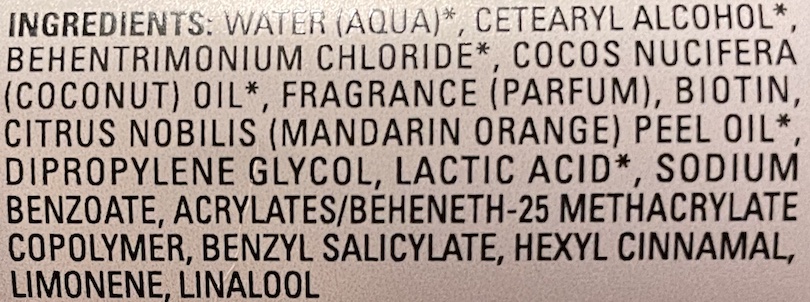 INGREDIENTS: WATER (AQUA)*, CETEARYL ALCOHOL*,
BEHENTRIMONIUM CHLORIDE*, COCOS NUCIFERA
(COCONUT) OIL*, FRAGRANCE (PARFUM), BIOTIN,
CITRUS NOBILIS (MANDARIN ORANGE) PEEL OIL*,
DIPROPYLENE GLYCOL, LACTIC ACID*, SODIUM
BENZOATE, ACRYLATES/BEHENETH-25 METHACRYLATE
COPOLYMER, BENZYL SALICYLATE, HEXYL CINNAMAL,
LIMONENE, LINALOOL